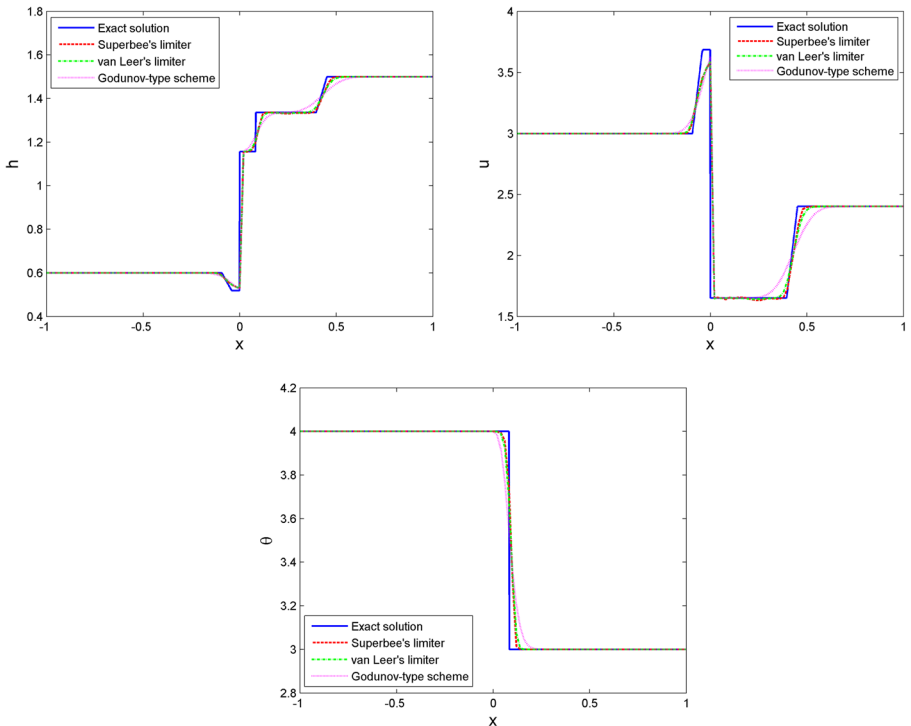 Exact solution
Superbee's limiter
van Leer's limiter
Godunov-type scheme
1.8
1.6
1.4
1.2
1
0.8
0.6
0.4
h
-1
-0.5
0
0.5
1
x
Exact solution
Superbee's limiter
van Leer's limiter
Godunov-type scheme
4
3.5
3
2.5
2
1.5
u
-1
-0.5
0
0.5
1
x
4.2
4
3.8
3.6
3.4
3.2
3
2.8
θ
Exact solution
Superbee's limiter
van Leer's limiter
Godunov-type scheme
-1
-0.5
0
0.5
1
x